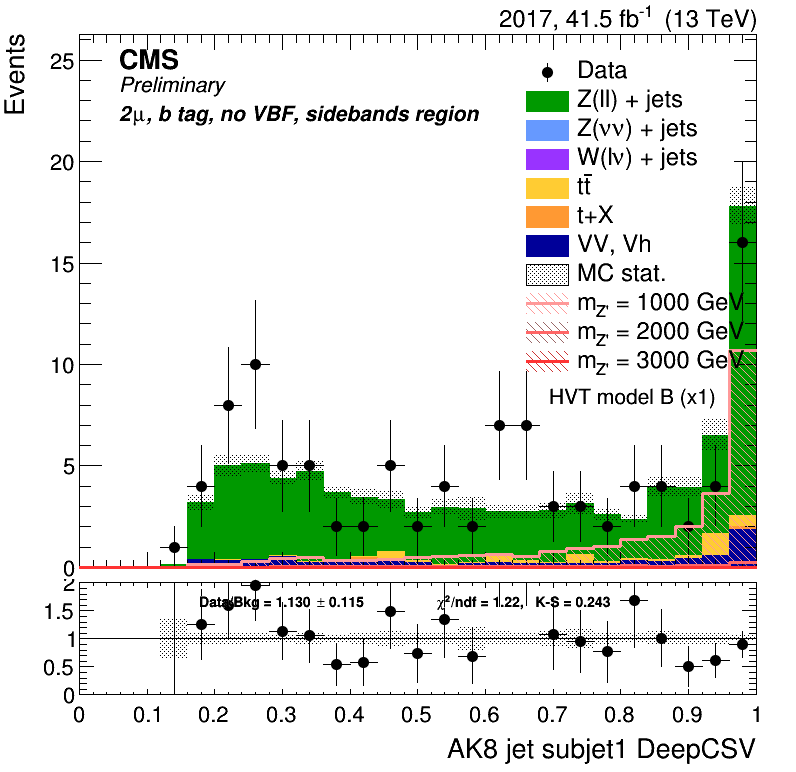 2017, 41.5 fb⁻¹ (13 TeV)
Events
CMS
Preliminary
2μ, b tag, no VBF, sidebands region
Data
Z(ll) + jets
Z(νν) + jets
W(lν) + jets
tt̄
t+X
VV, Vh
MC stat.
m_Z' = 1000 GeV
m_Z' = 2000 GeV
m_Z' = 3000 GeV
HVT model B (x1)
25
20
15
10
5
0
Data/Bkg = 1.130 ± 0.115
χ²/ndf = 1.22, K-S = 0.243
2
1.5
1
0.5
0
0 0.1 0.2 0.3 0.4 0.5 0.6 0.7 0.8 0.9 1
AK8 jet subjet1 DeepCSV